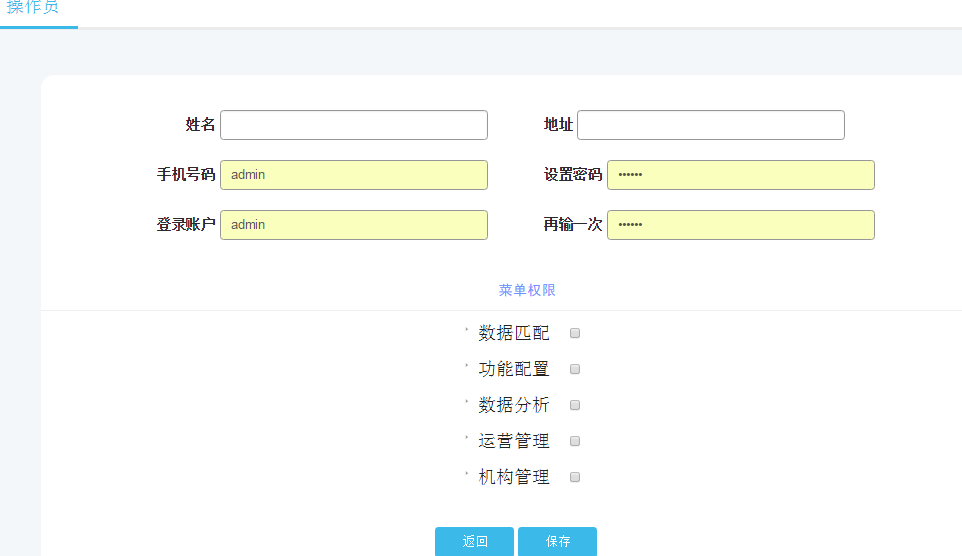 操作员
姓名 地址
手机号码 admin 设置密码 ••••••
登录账户 admin 再输一次 ••••••
菜单权限
数据匹配
功能配置
数据分析
运营管理
机构管理
返回 保存